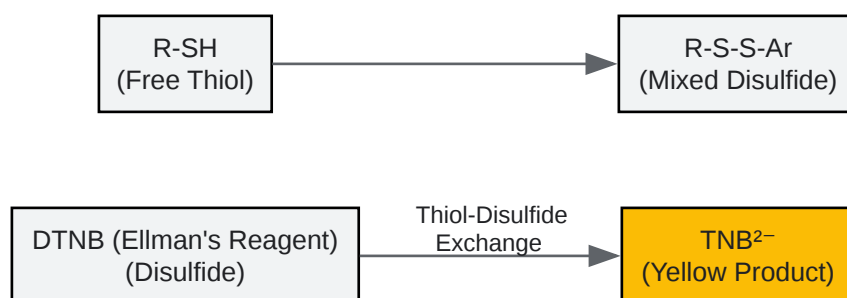 R-SH
(Free Thiol)
R-S-S-Ar
(Mixed Disulfide)
DTNB (Ellman's Reagent)
(Disulfide)
Thiol-Disulfide
Exchange
TNB²⁻
(Yellow Product)